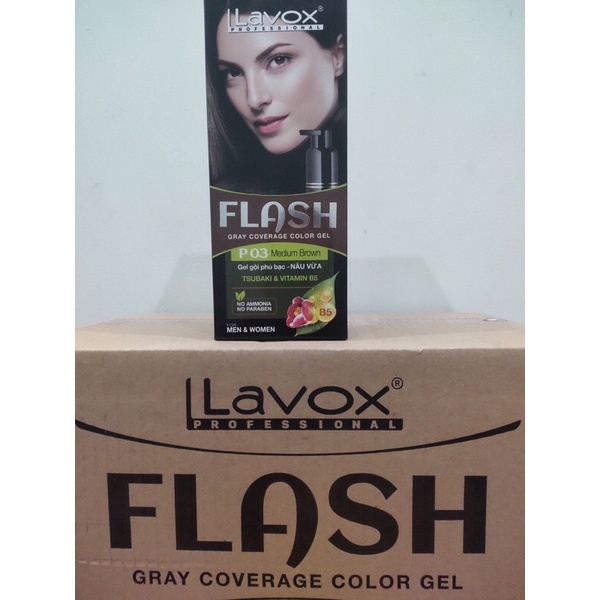 Lavox
PROFESSIONAL
FLASH
GRAY COVERAGE COLOR GEL
P 03 Medium Brown
Gel gội phủ bạc - NÂU VỪA
TSUBAKI & VITAMIN B5
NO AMMONIA
NO PARABEN
B5
FOR
MEN & WOMEN
Lavox®
PROFESSIONAL
FLASH
GRAY COVERAGE COLOR GEL